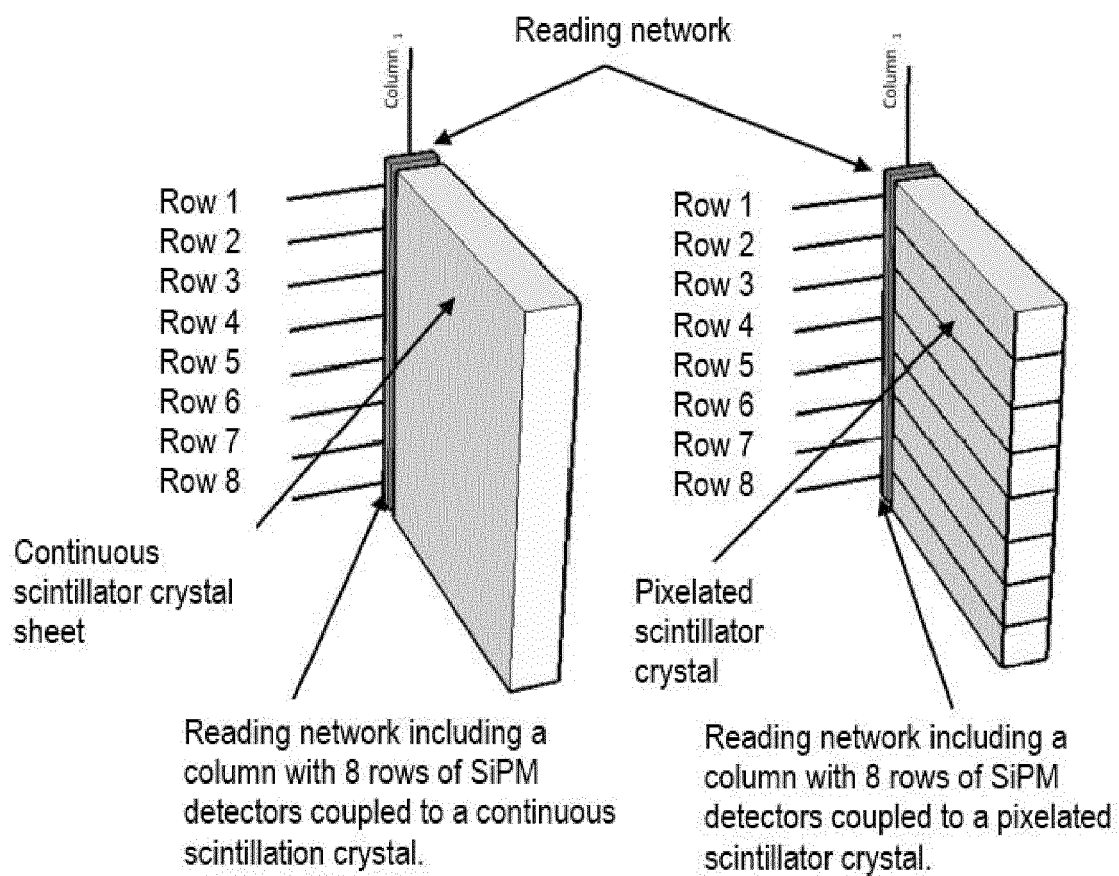 Reading network
Column 1
Column 1
Row 1
Row 2
Row 3
Row 4
Row 5
Row 6
Row 7
Row 8
Row 1
Row 2
Row 3
Row 4
Row 5
Row 6
Row 7
Row 8
Continuous
scintillator crystal
sheet
Pixelated
scintillator
crystal
Reading network including a
column with 8 rows of SiPM
detectors coupled to a continuous
scintillation crystal.
Reading network including a
column with 8 rows of SiPM
detectors coupled to a pixelated
scintillator crystal.